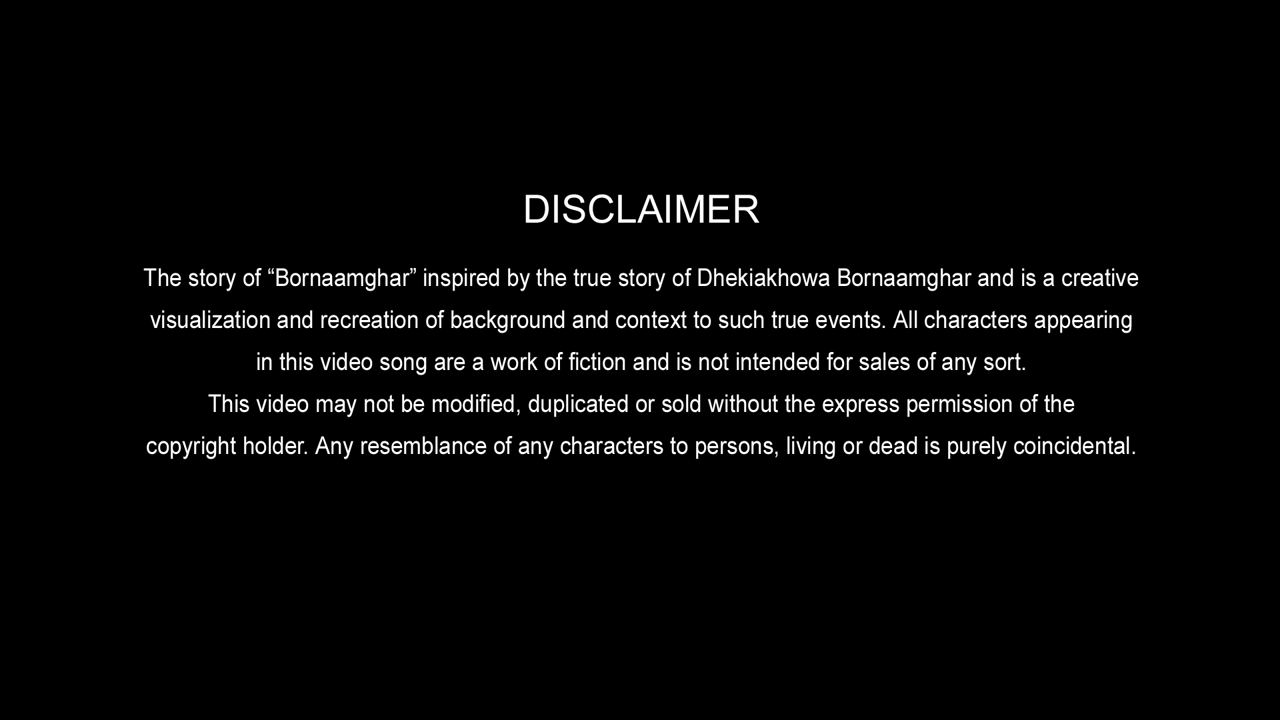 DISCLAIMER
The story of “Bornaamghar” inspired by the true story of Dhekiakhowa Bornaamghar and is a creative
visualization and recreation of background and context to such true events. All characters appearing
in this video song are a work of fiction and is not intended for sales of any sort.
This video may not be modified, duplicated or sold without the express permission of the
copyright holder. Any resemblance of any characters to persons, living or dead is purely coincidental.